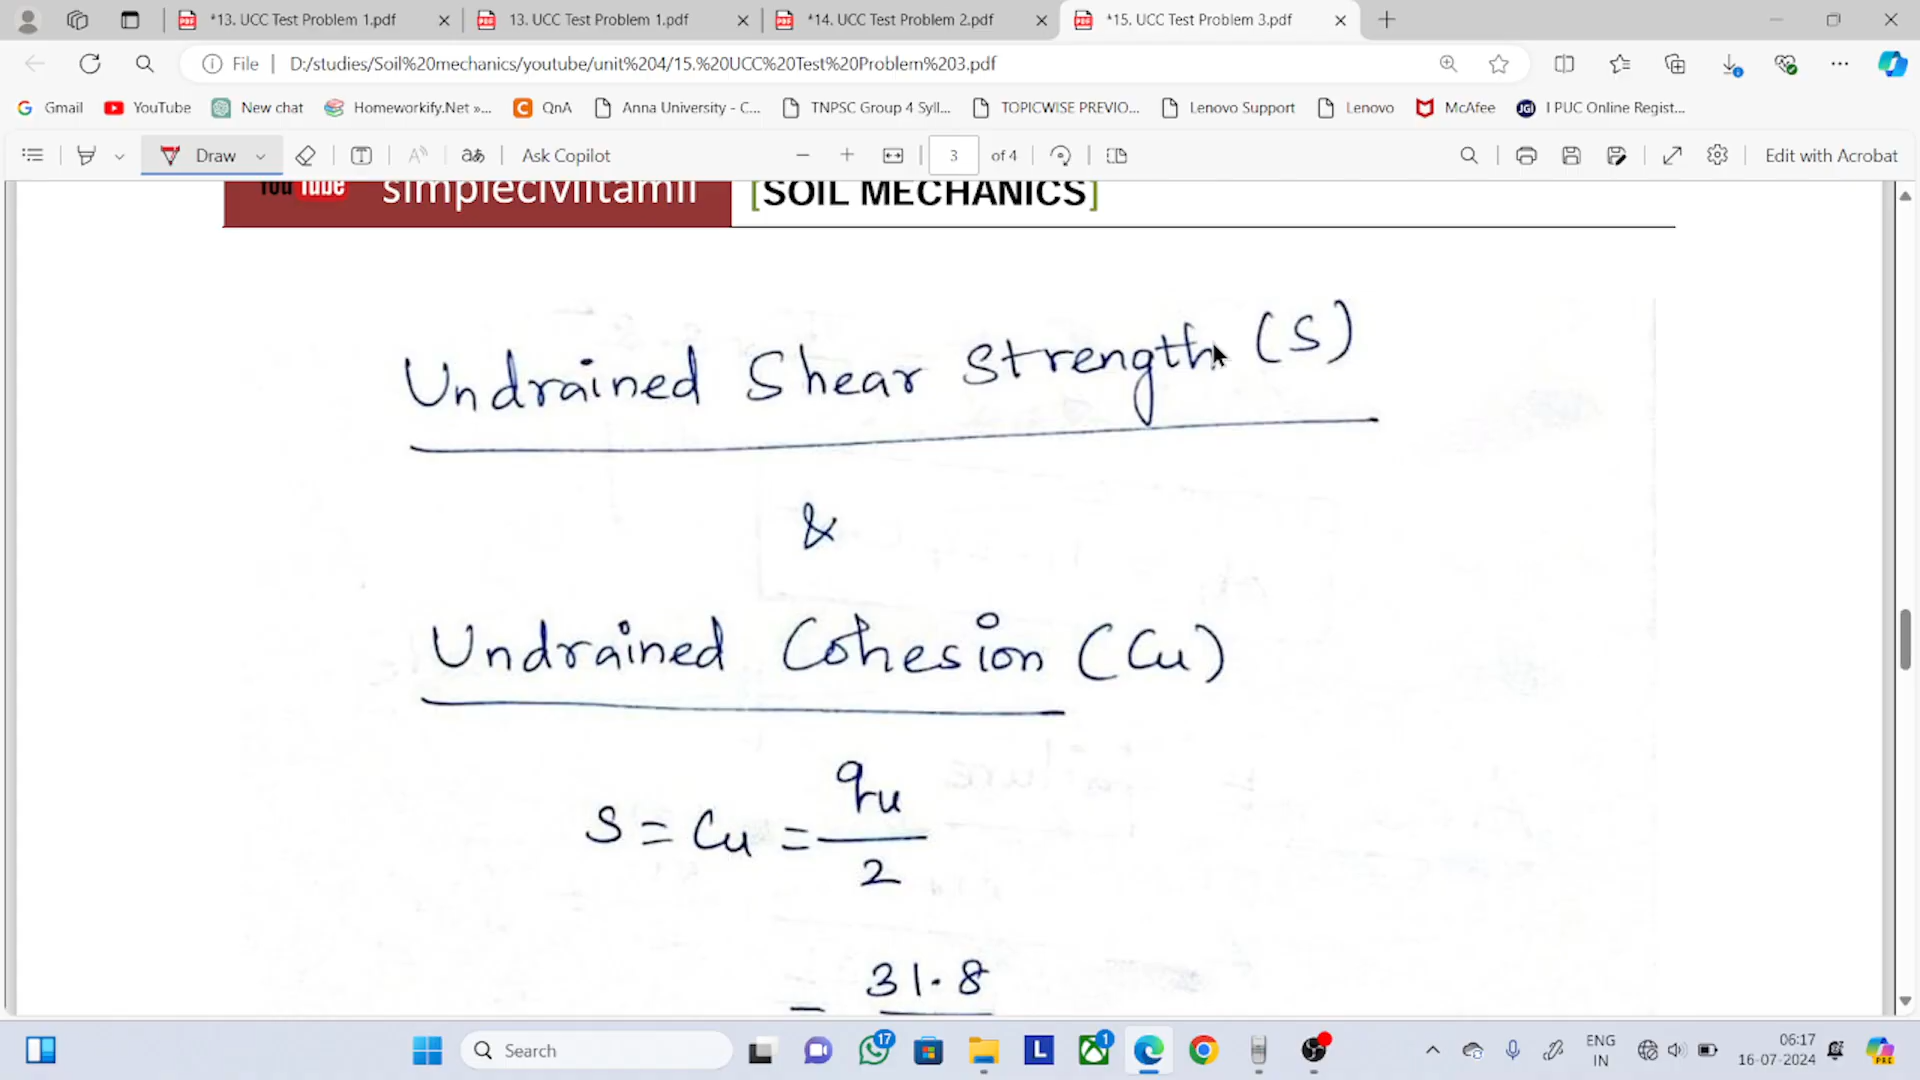 *13. UCC Test Problem 1.pdf
13. UCC Test Problem 1.pdf
*14. UCC Test Problem 2.pdf
*15. UCC Test Problem 3.pdf
File
D:/studies/Soil%20mechanics/youtube/unit%204/15.%20UCC%20Test%20Problem%203.pdf
Gmail
YouTube
New chat
Homeworkify.Net »...
QnA
Anna University - C...
TNPSC Group 4 Syll...
TOPICWISE PREVIO...
Lenovo Support
Lenovo
McAfee
I PUC Online Regist...
Draw
Ask Copilot
3 of 4
Edit with Acrobat
YouTube simpleciviltamil [SOIL MECHANICS]
Undrained Shear Strength (S)
&
Undrained Cohesion (Cu)
S = Cu = qu
2
= 31.8
Search
17
1
ENG
IN
06:17
16-07-2024